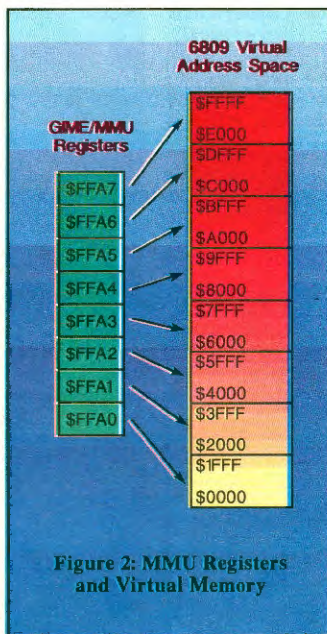 6809 Virtual
Address Space
GIME/MMU
Registers
$FFA7
$FFA6
$FFA5
$FFA4
$FFA3
$FFA2
$FFA1
$FFA0
$FFFF
$E000
$DFFF
$C000
$BFFF
$A000
$9FFF
$8000
$7FFF
$6000
$5FFF
$4000
$3FFF
$2000
$1FFF
$0000
Figure 2: MMU Registers
and Virtual Memory